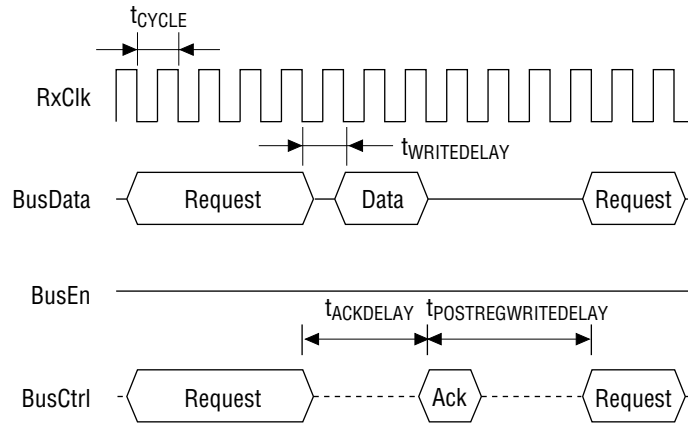 tCYCLE
RxClk
tWRITEDELAY
BusData Request Data Request
BusEn
tACKDELAY tPOSTREGWRITEDELAY
BusCtrl Request Ack Request